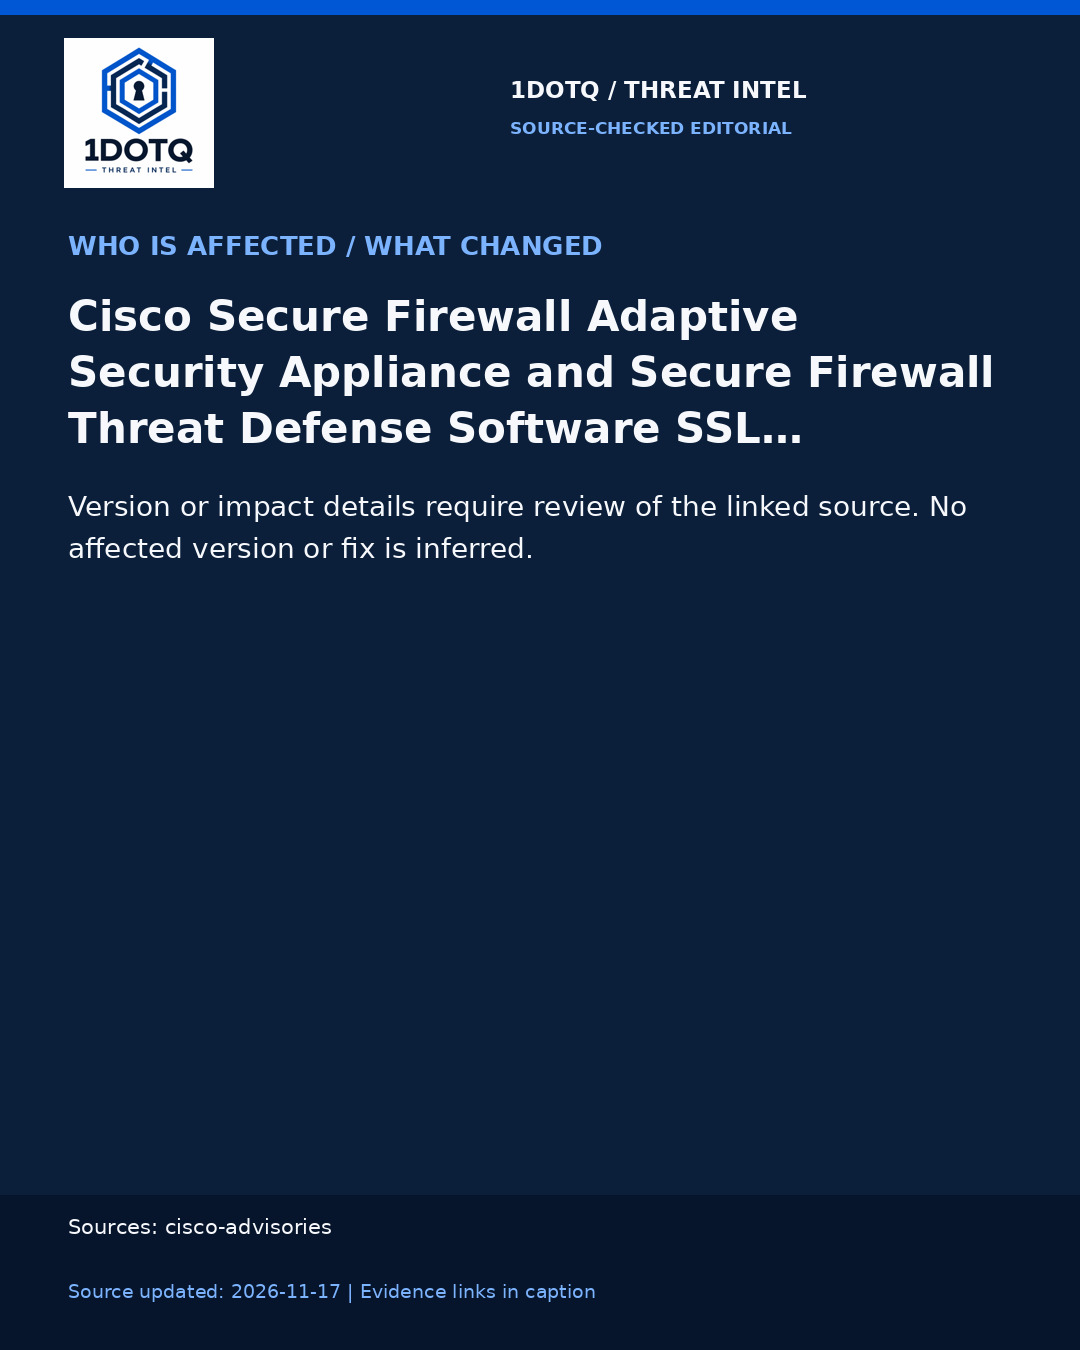 1DOTQ
THREAT INTEL
1DOTQ / THREAT INTEL
SOURCE-CHECKED EDITORIAL
WHO IS AFFECTED / WHAT CHANGED
Cisco Secure Firewall Adaptive
Security Appliance and Secure Firewall
Threat Defense Software SSL…
Version or impact details require review of the linked source. No
affected version or fix is inferred.
Sources: cisco-advisories
Source updated: 2026-11-17 | Evidence links in caption